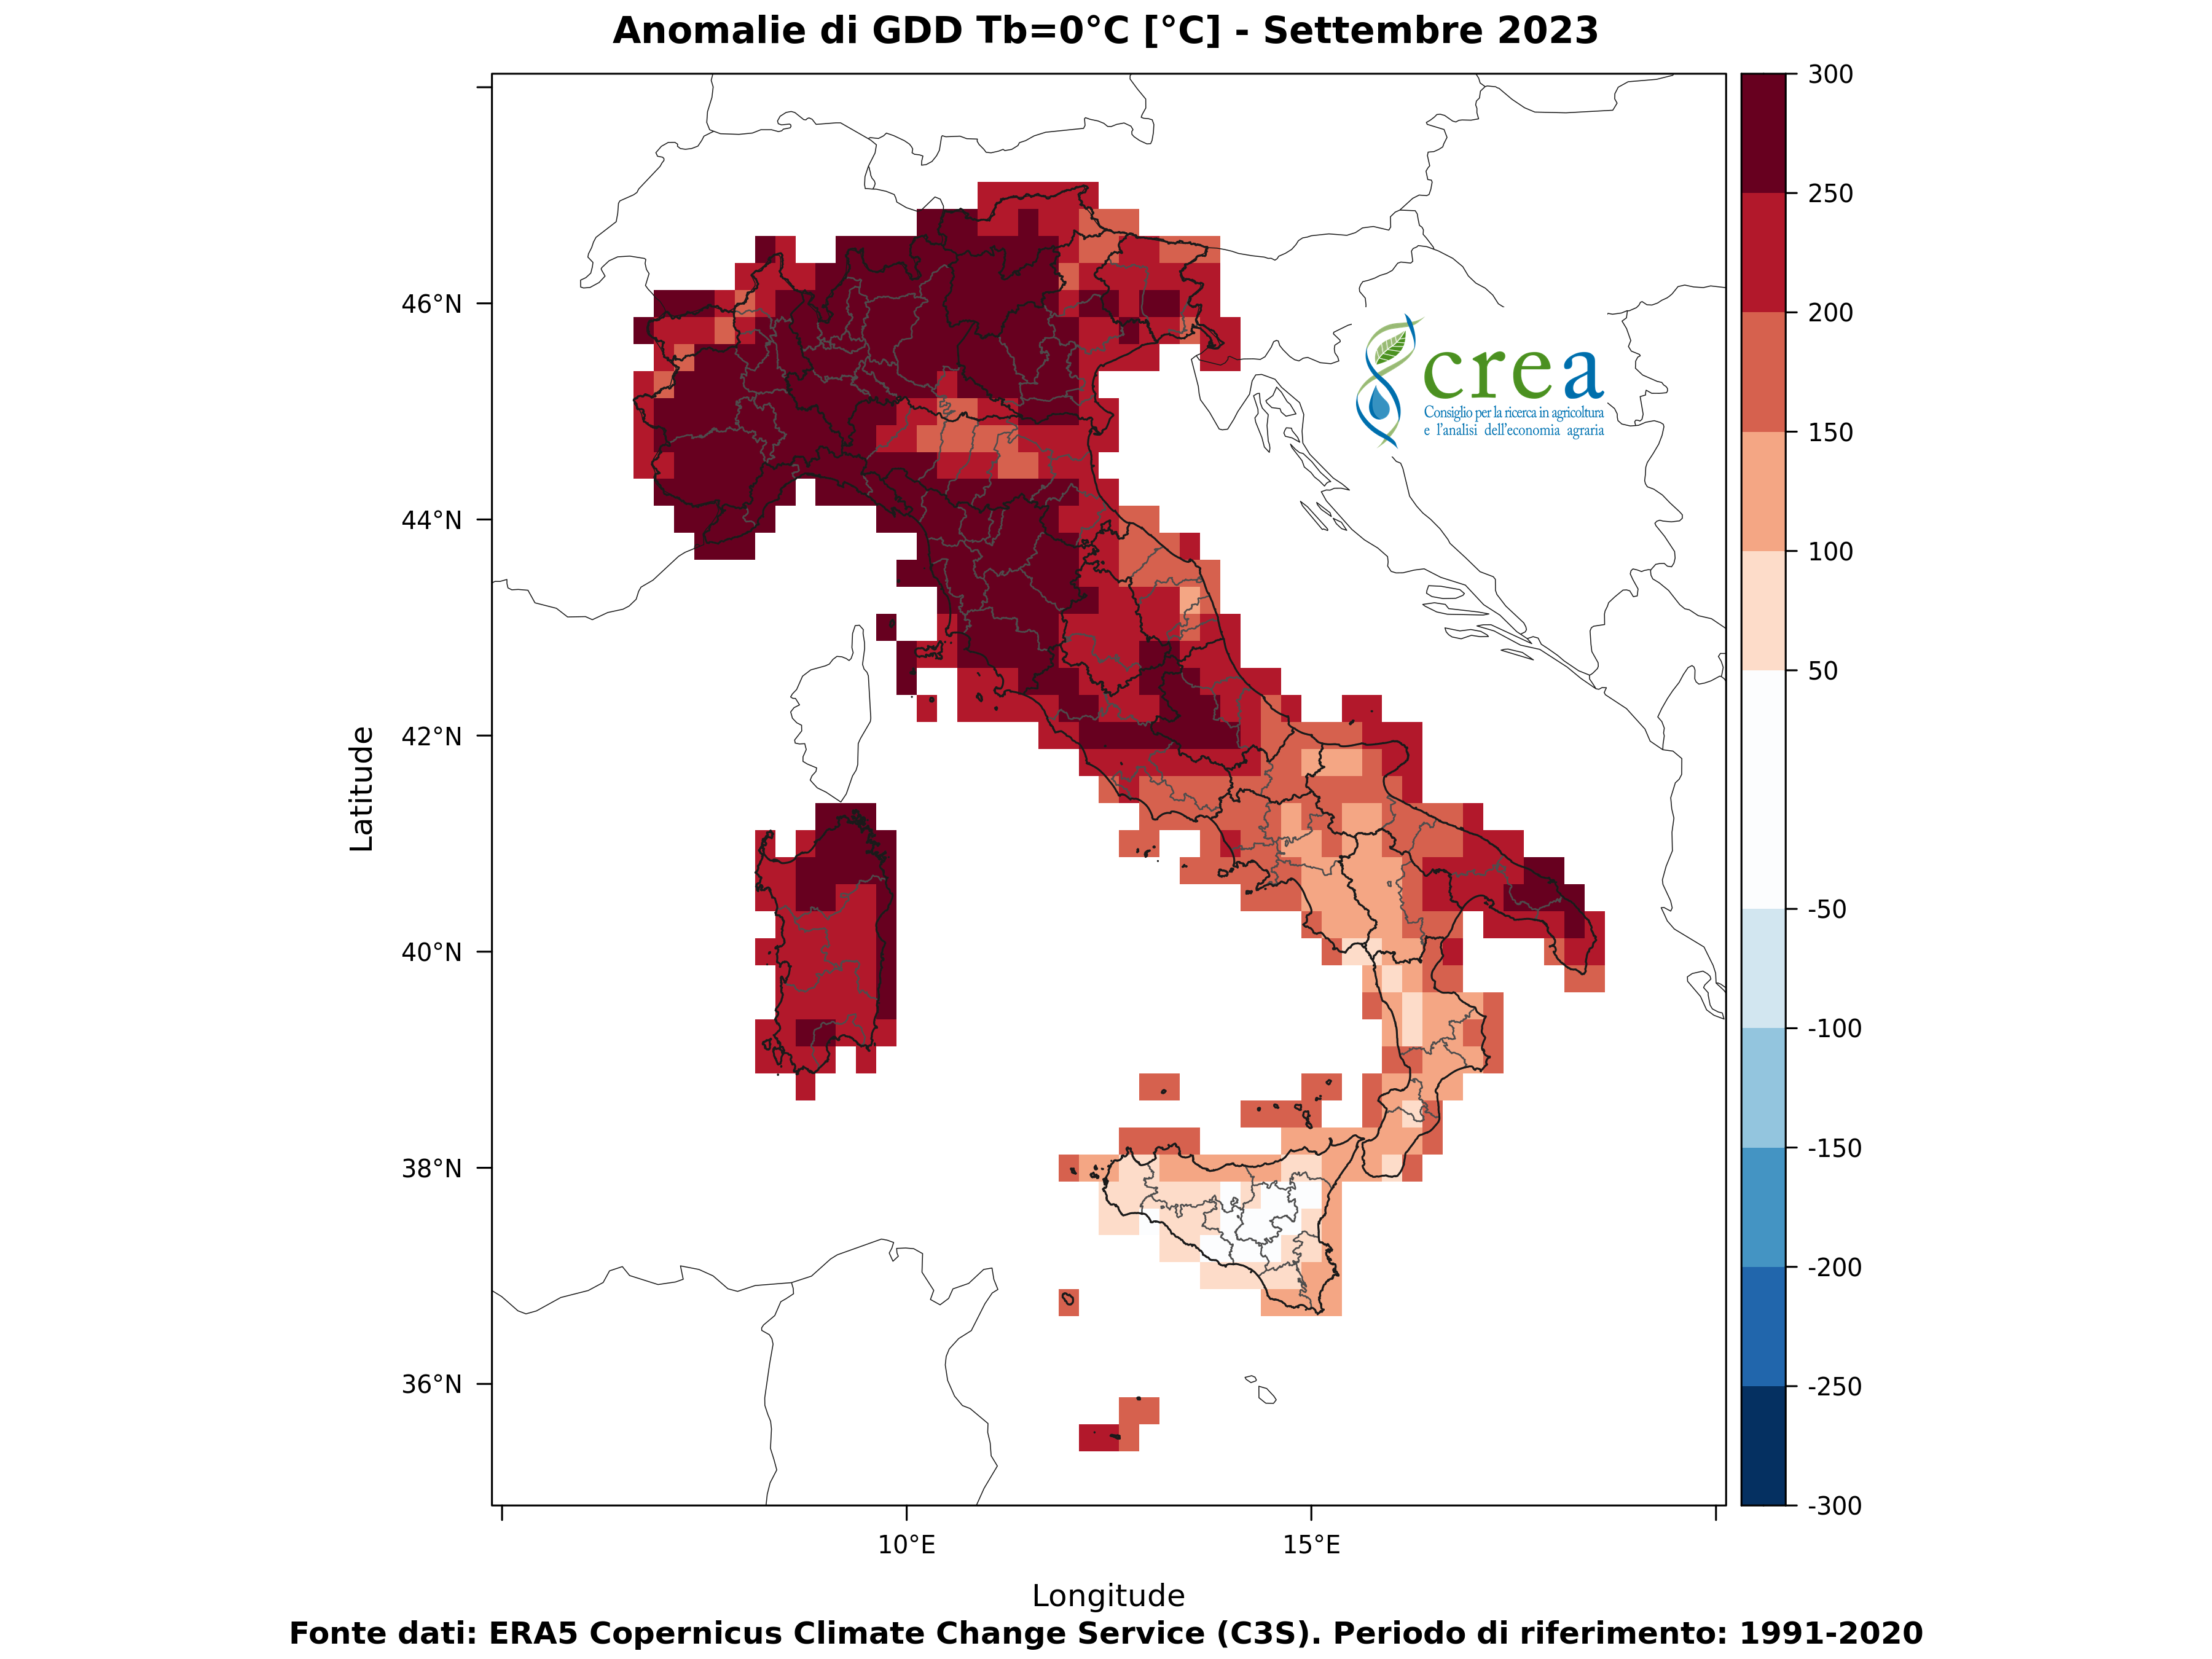 Anomalie di GDD Tb=0°C [°C] - Settembre 2023
300
250
200
150
100
50
-50
-100
-150
-200
-250
-300
46°N
44°N
42°N
40°N
38°N
36°N
Latitude
crea
Consiglio per la ricerca in agricoltura
e l'analisi dell'economia agraria
10°E
15°E
Longitude
Fonte dati: ERA5 Copernicus Climate Change Service (C3S). Periodo di riferimento: 1991-2020